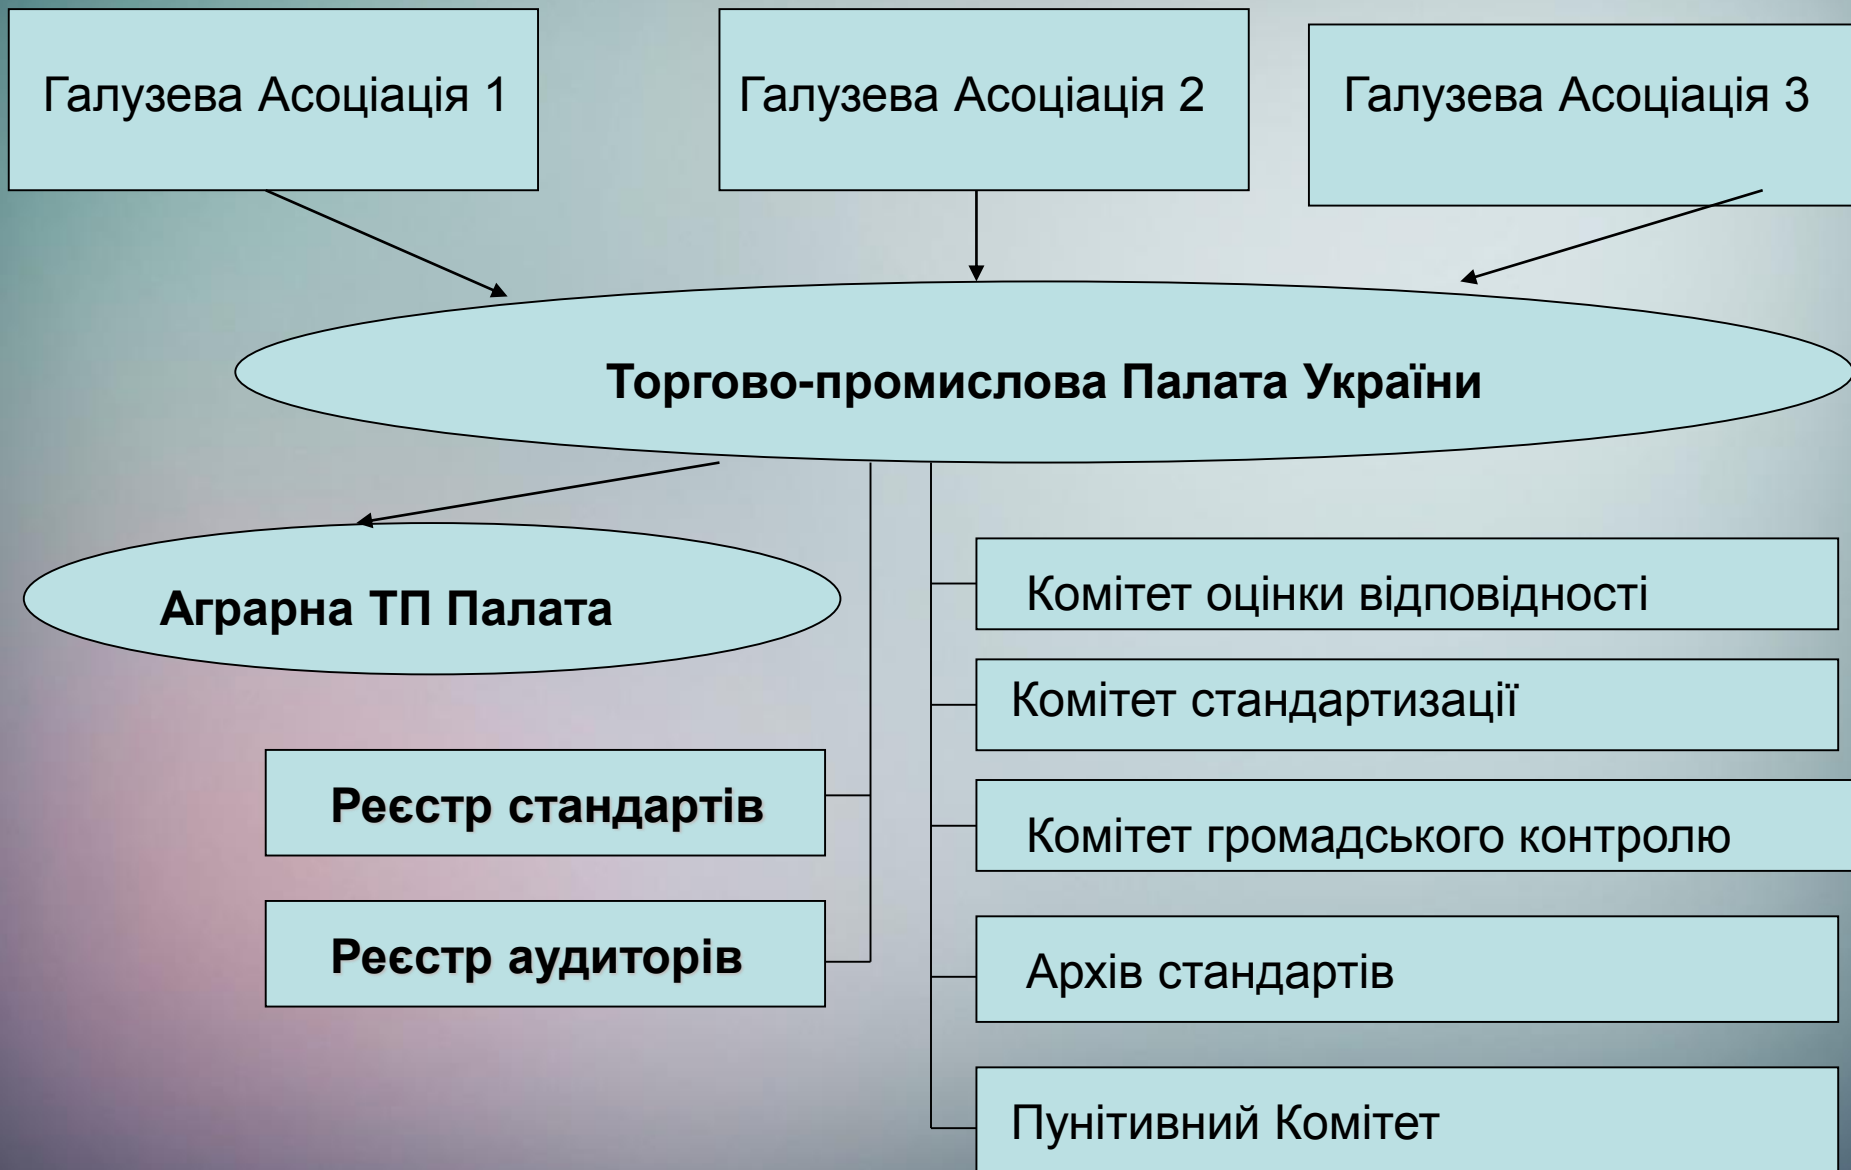 Галузева Асоціація 1
Галузева Асоціація 2
Галузева Асоціація 3
Торгово-промислова Палата України
Аграрна ТП Палата
Комітет оцінки відповідності
Комітет стандартизації
Реєстр стандартів
Комітет громадського контролю
Реєстр аудиторів
Архів стандартів
Пунітивний Комітет